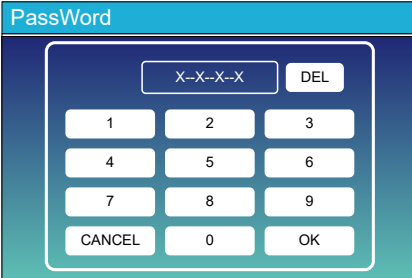 PassWord
X--X--X--X DEL
1 2 3
4 5 6
7 8 9
CANCEL 0 OK